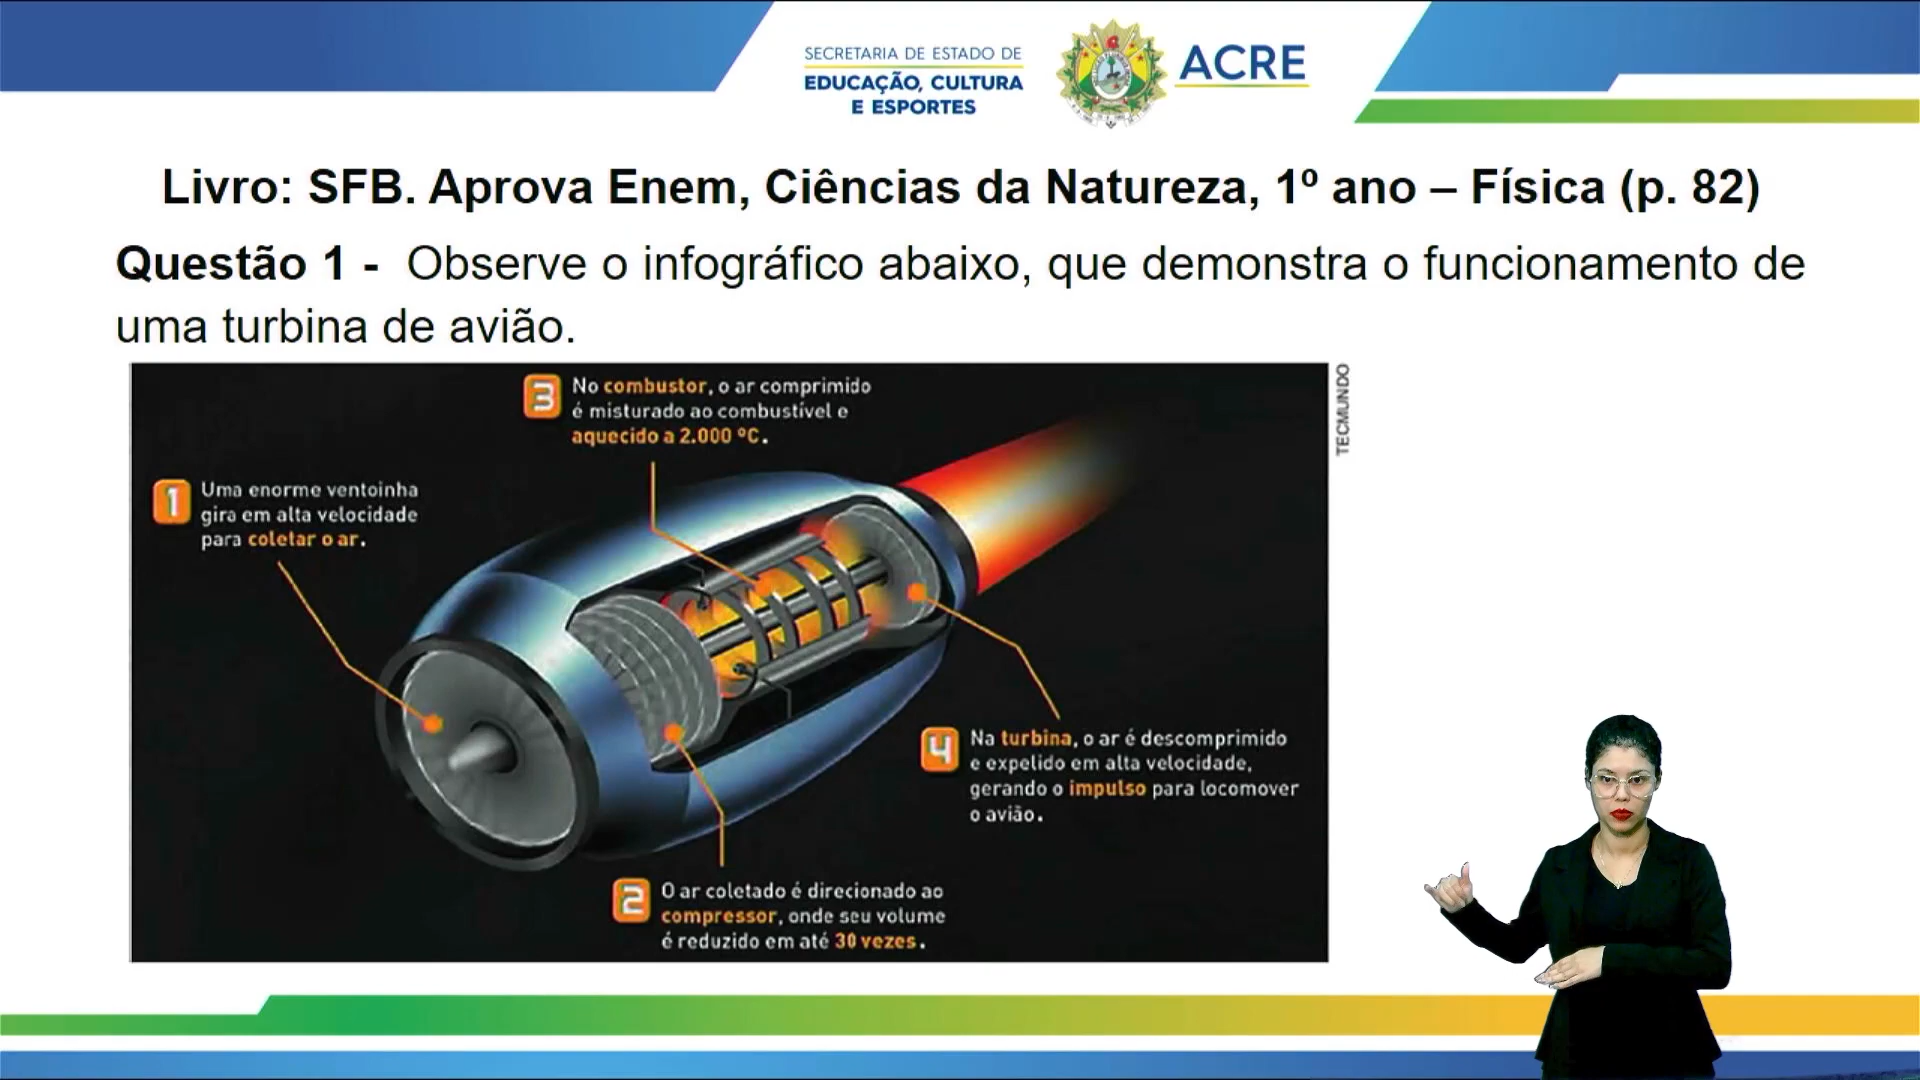 SECRETARIA DE ESTADO DE
EDUCAÇÃO, CULTURA
E ESPORTES
ACRE
Livro: SFB. Aprova Enem, Ciências da Natureza, 1º ano – Física (p. 82)
Questão 1 - Observe o infográfico abaixo, que demonstra o funcionamento de
uma turbina de avião.
TECMUNDO
3
No combustor, o ar comprimido
é misturado ao combustível e
aquecido a 2.000 ºC.
1
Uma enorme ventoinha
gira em alta velocidade
para coletar o ar.
4
Na turbina, o ar é descomprimido
e expelido em alta velocidade,
gerando o impulso para locomover
o avião.
2
O ar coletado é direcionado ao
compressor, onde seu volume
é reduzido em até 30 vezes.